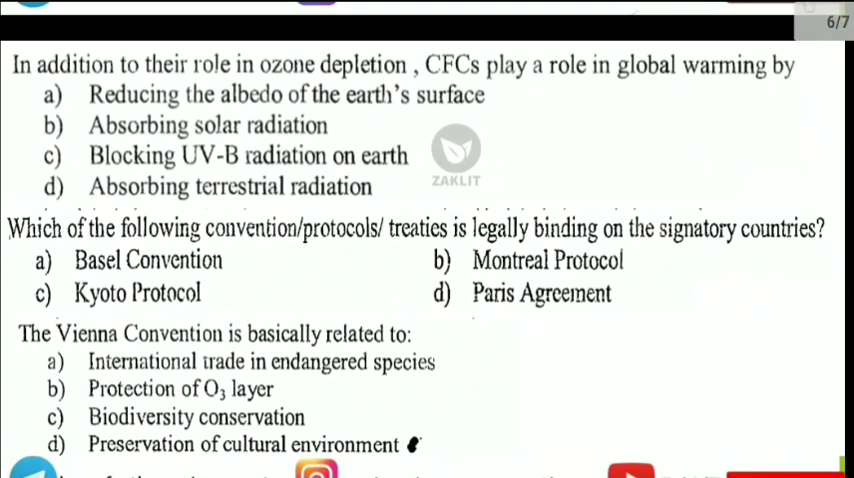 6/7
In addition to their role in ozone depletion , CFCs play a role in global warming by
a) Reducing the albedo of the earth's surface
b) Absorbing solar radiation
c) Blocking UV-B radiation on earth
d) Absorbing terrestrial radiation
ZAKLIT
Which of the following convention/protocols/ treaties is legally binding on the signatory countries?
a) Basel Convention b) Montreal Protocol
c) Kyoto Protocol d) Paris Agreement
The Vienna Convention is basically related to:
a) International trade in endangered species
b) Protection of O₃ layer
c) Biodiversity conservation
d) Preservation of cultural environment